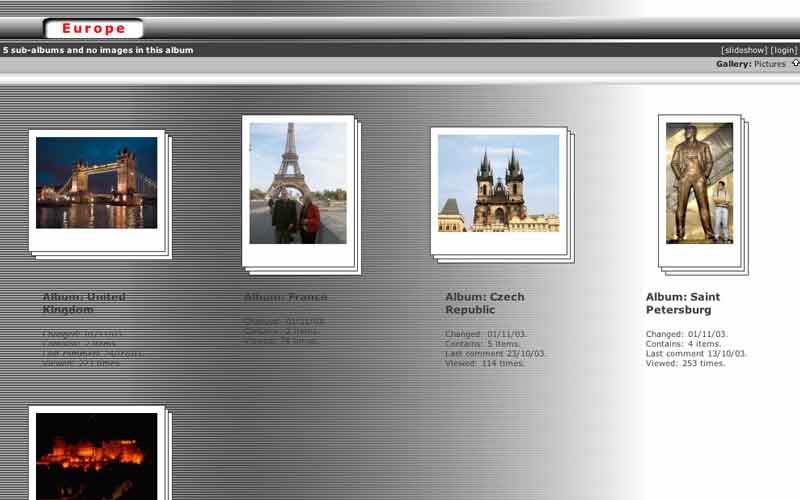 Europe
5 sub-albums and no images in this album
[slideshow] [login]
Gallery: Pictures
Album: United
Kingdom
Changed: 01/11/03.
Contains: 2 items.
Last comment 24/10/03.
Viewed: 223 times.
Album: France
Changed: 01/11/03.
Contains: 2 items.
Viewed: 76 times.
Album: Czech
Republic
Changed: 01/11/03.
Contains: 5 items.
Last comment 23/10/03.
Viewed: 114 times.
Album: Saint
Petersburg
Changed: 01/11/03.
Contains: 4 items.
Last comment 13/10/03.
Viewed: 253 times.